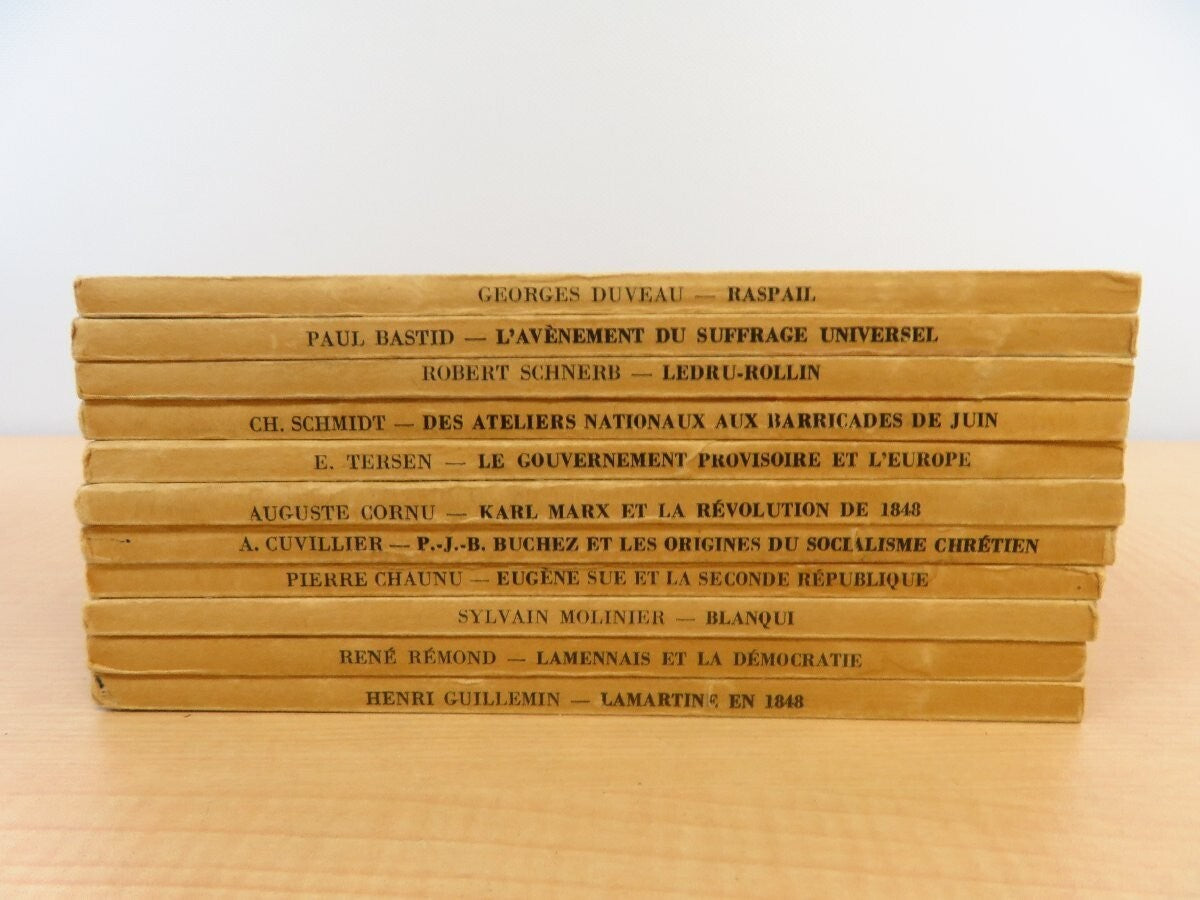 GEORGES DUVEAU — RASPAIL
PAUL BASTID — L'AVÈNEMENT DU SUFFRAGE UNIVERSEL
ROBERT SCHNERB — LEDRU-ROLLIN
CH. SCHMIDT — DES ATELIERS NATIONAUX AUX BARRICADES DE JUIN
E. TERSEN — LE GOUVERNEMENT PROVISOIRE ET L'EUROPE
AUGUSTE CORNU — KARL MARX ET LA RÉVOLUTION DE 1848
A. CUVILLIER — P.-J.-B. BUCHEZ ET LES ORIGINES DU SOCIALISME CHRÉTIEN
PIERRE CHAUNU — EUGÈNE SUE ET LA SECONDE RÉPUBLIQUE
SYLVAIN MOLINIER — BLANQUI
RENÉ RÉMOND — LAMENNAIS ET LA DÉMOCRATIE
HENRI GUILLEMIN — LAMARTINE EN 1848